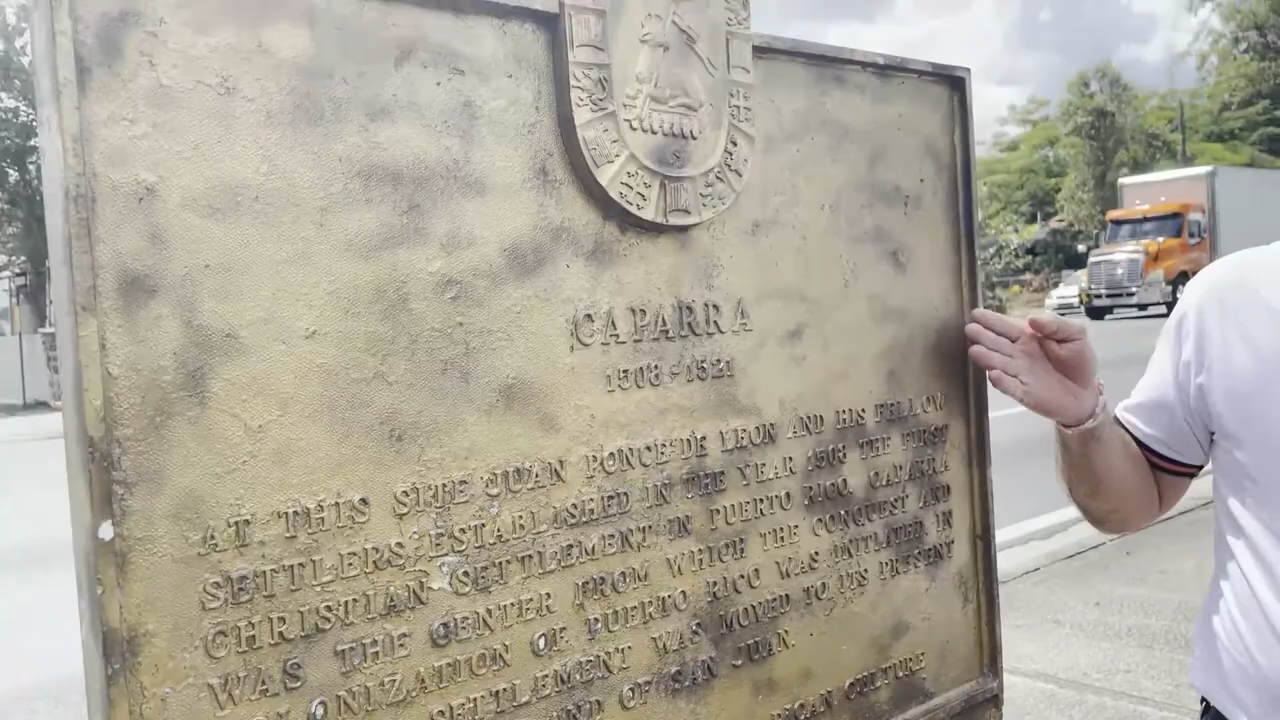 CAPARRA
1508-1521
AT THIS SITE JUAN PONCE DE LEON AND HIS FELLOW
SETTLERS ESTABLISHED IN THE YEAR 1508 THE FIRST
CHRISTIAN SETTLEMENT IN PUERTO RICO. CAPARRA
WAS THE CENTER FROM WHICH THE CONQUEST AND
LONIZATION OF PUERTO RICO WAS INITIATED. IN
SETTLEMENT WAS MOVED TO ITS PRESENT
OF SAN JUAN.
RICAN CULTURE